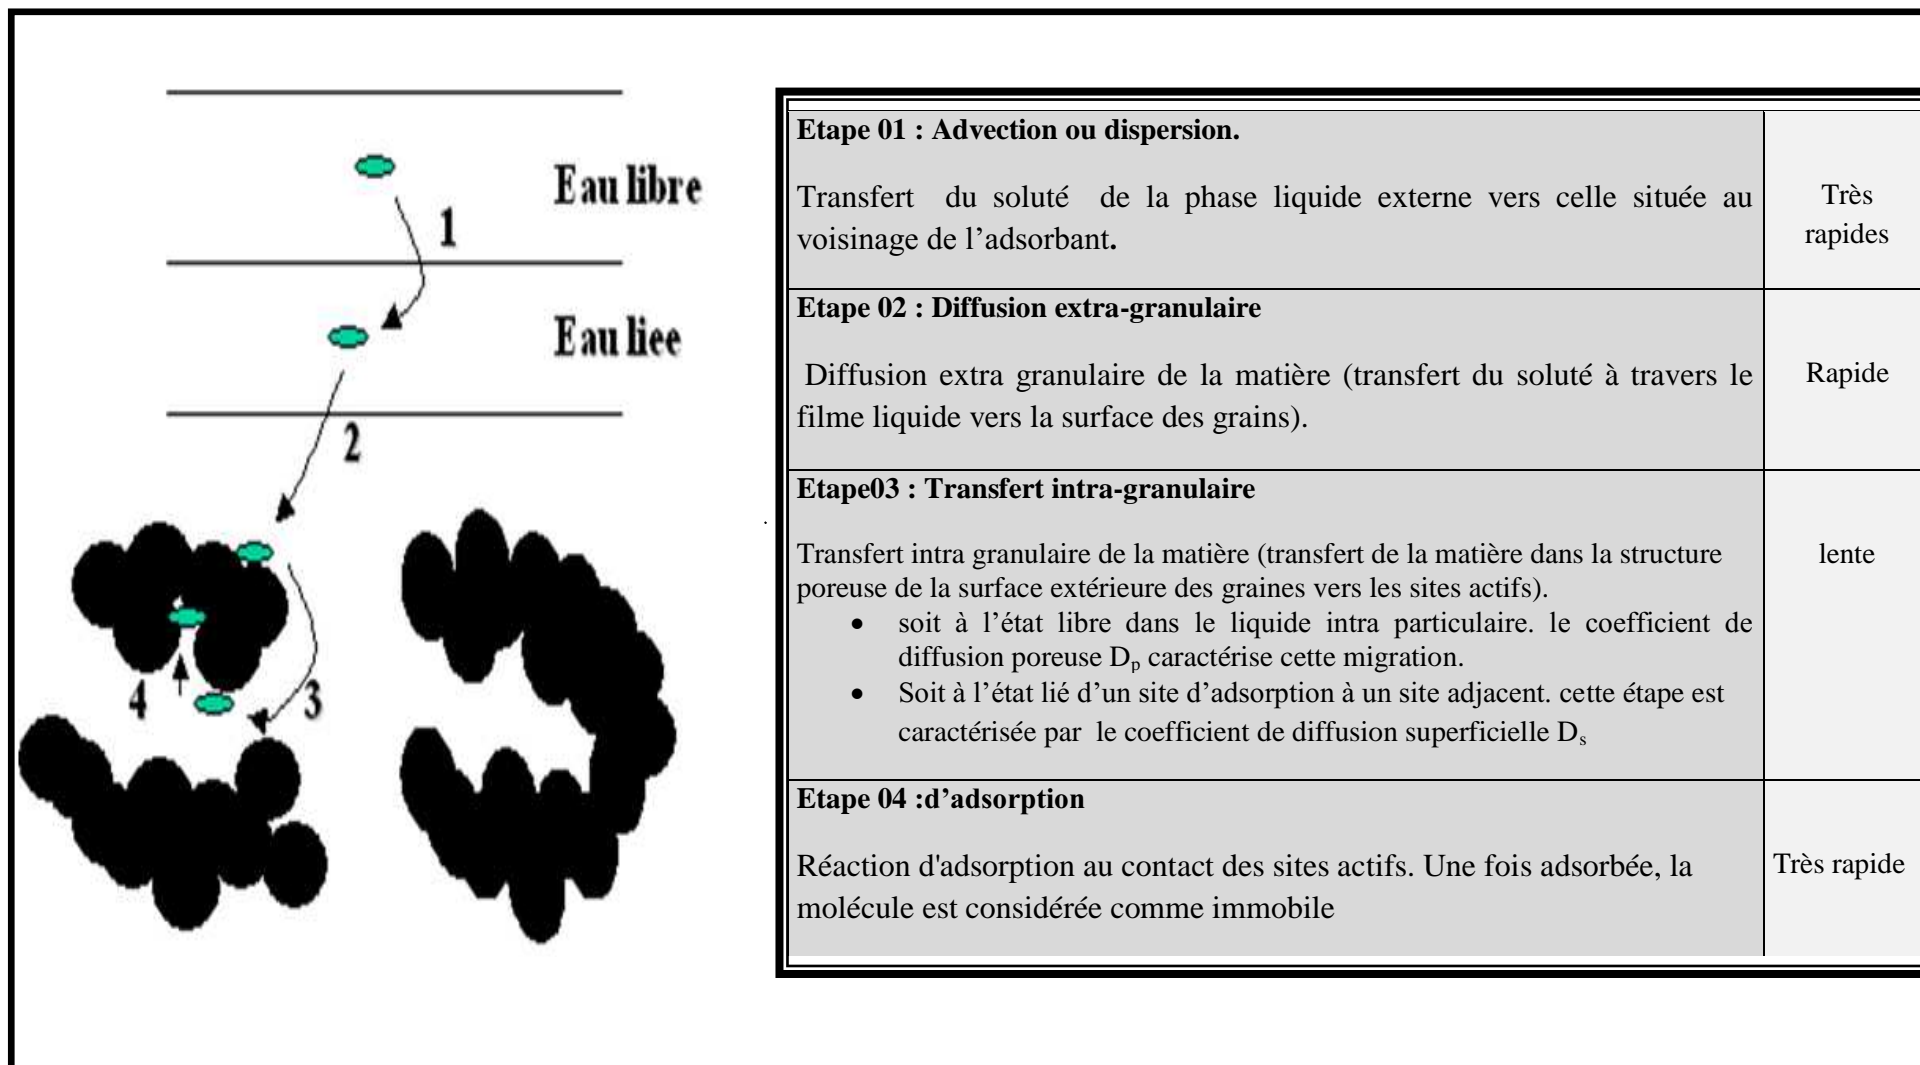 Eau libre
1
Eau liee
2
3
4
Etape 01 : Advection ou dispersion.
Transfert du soluté de la phase liquide externe vers celle située au
voisinage de l’adsorbant.
Très
rapides
Etape 02 : Diffusion extra-granulaire
Diffusion extra granulaire de la matière (transfert du soluté à travers le
filme liquide vers la surface des grains).
Rapide
Etape03 : Transfert intra-granulaire
Transfert intra granulaire de la matière (transfert de la matière dans la structure
poreuse de la surface extérieure des graines vers les sites actifs).
• soit à l’état libre dans le liquide intra particulaire. le coefficient de
diffusion poreuse Dp caractérise cette migration.
• Soit à l’état lié d’un site d’adsorption à un site adjacent. cette étape est
caractérisée par le coefficient de diffusion superficielle Ds
lente
Etape 04 :d’adsorption
Réaction d'adsorption au contact des sites actifs. Une fois adsorbée, la
molécule est considérée comme immobile
Très rapide